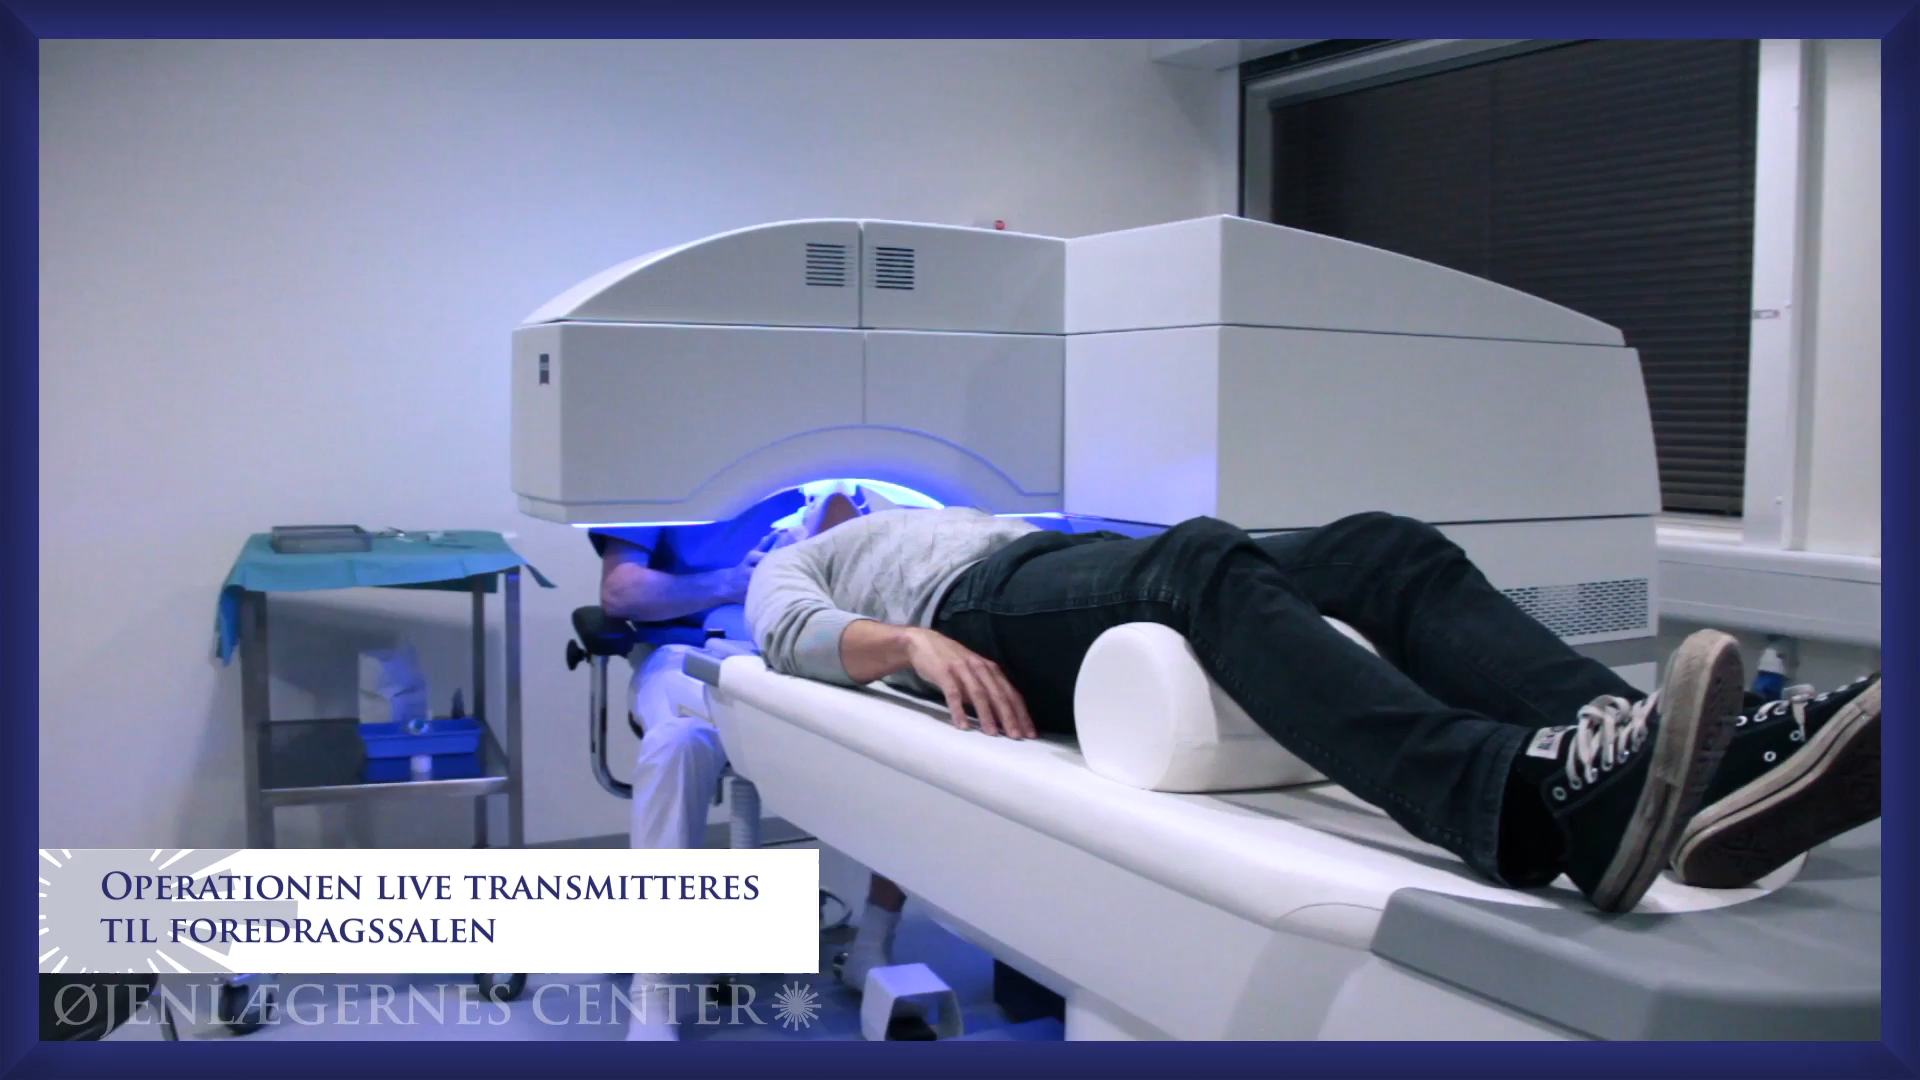 Operationen live transmitteres
til foredragssalen
Øjenlægernes Center